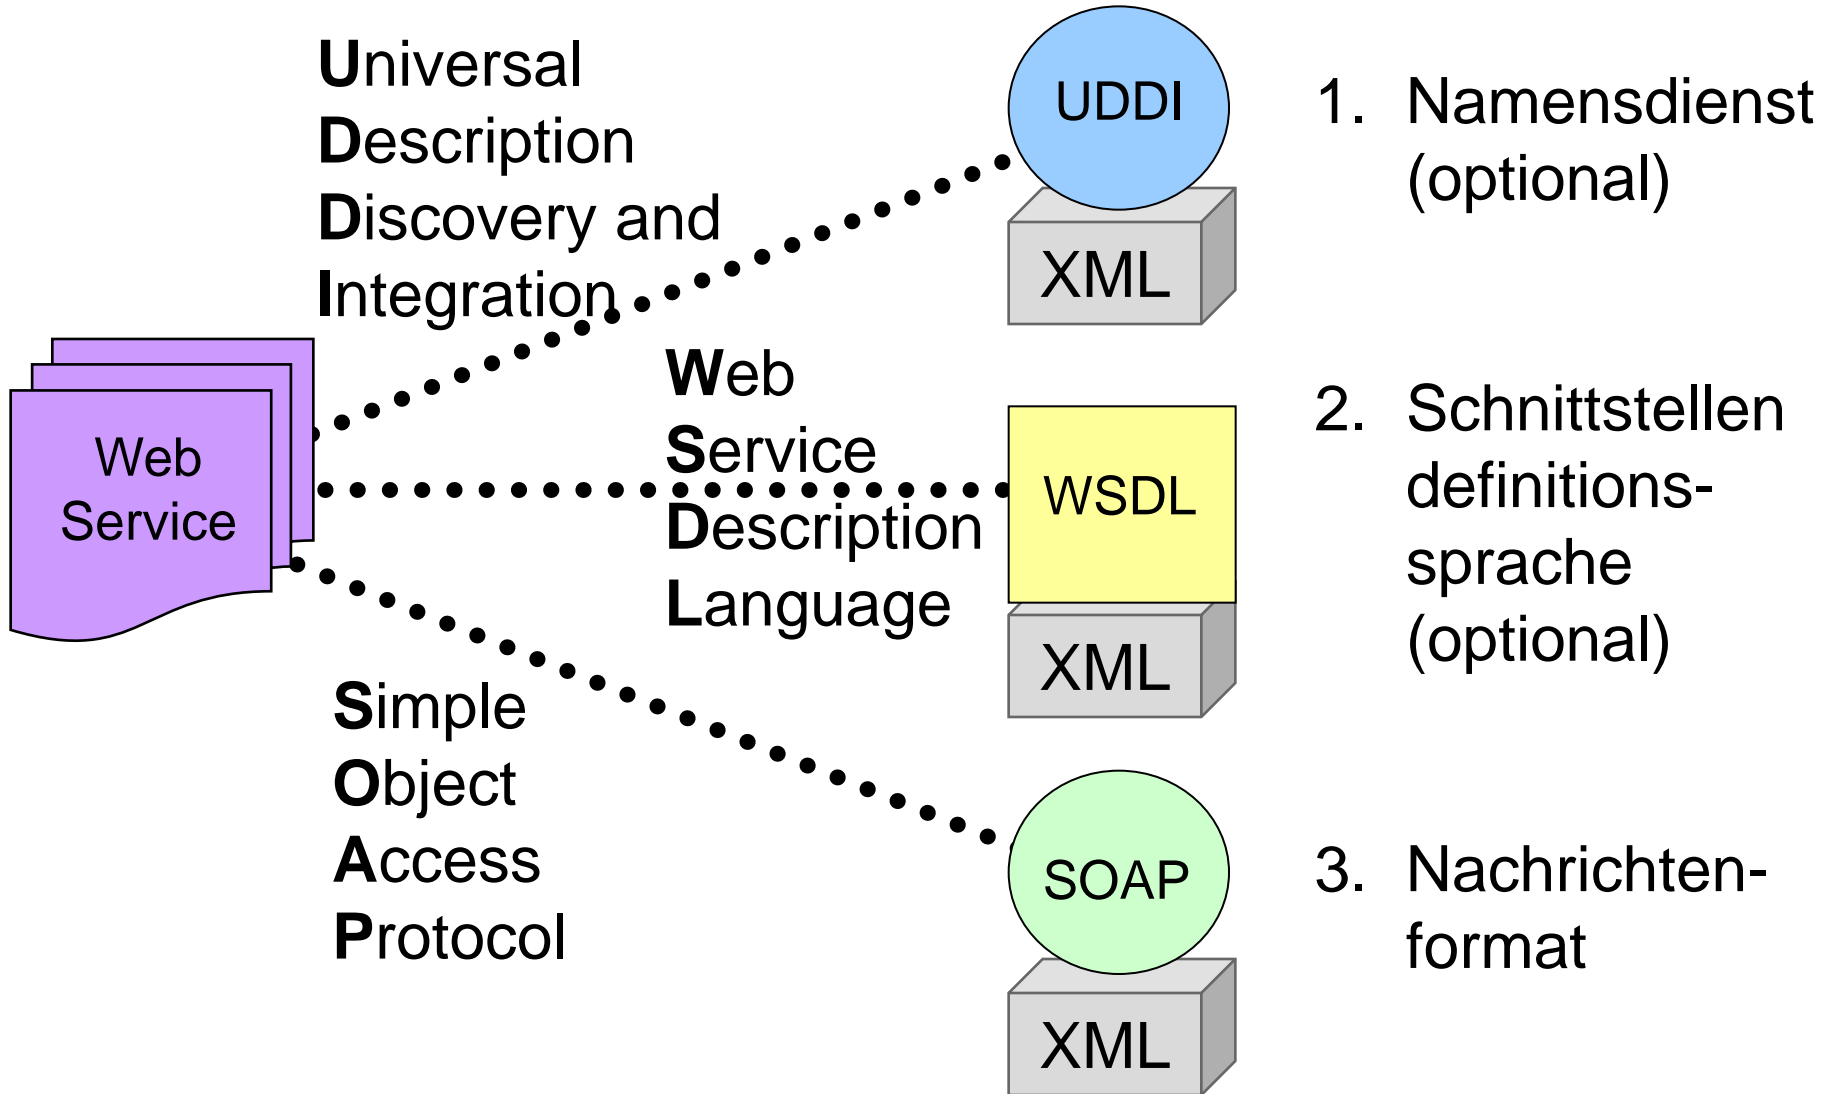 Universal
Description
Discovery and
Integration
UDDI
XML
1. Namensdienst
(optional)
Web
Service
Web
Service
Description
Language
WSDL
XML
2. Schnittstellen
definitions-
sprache
(optional)
Simple
Object
Access
Protocol
SOAP
XML
3. Nachrichten-
format